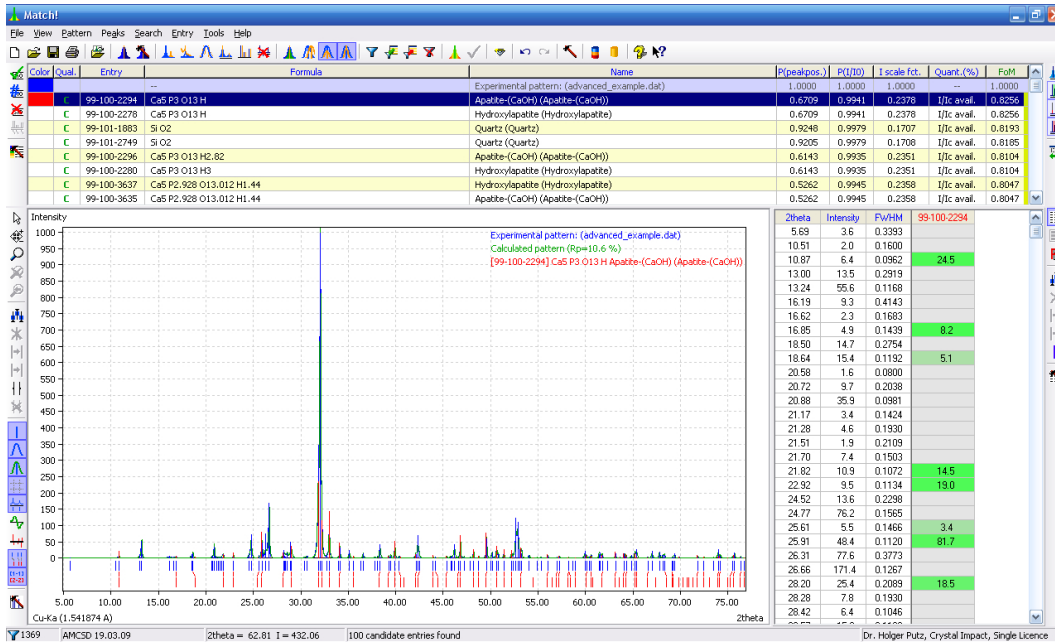 Match!
File View Pattern Peaks Search Entry Tools Help
Color Qual. Entry Formula Name P(peakpos.) P(I/I0) I scale fct. Quant.(%) FoM
-- Experimental pattern: (advanced_example.dat) 1.0000 1.0000 1.0000 -- 1.0000
C 99-100-2294 Ca5 P3 O13 H Apatite-(CaOH) (Apatite-(CaOH)) 0.6709 0.9941 0.2378 I/Ic avail. 0.8256
C 99-100-2278 Ca5 P3 O13 H Hydroxylapatite (Hydroxylapatite) 0.6709 0.9941 0.2378 I/Ic avail. 0.8256
C 99-101-1883 Si O2 Quartz (Quartz) 0.9248 0.9979 0.1707 I/Ic avail. 0.8193
C 99-101-2749 Si O2 Quartz (Quartz) 0.9205 0.9979 0.1708 I/Ic avail. 0.8185
C 99-100-2296 Ca5 P3 O13 H2.82 Apatite-(CaOH) (Apatite-(CaOH)) 0.6143 0.9935 0.2351 I/Ic avail. 0.8104
C 99-100-2280 Ca5 P3 O13 H3 Hydroxylapatite (Hydroxylapatite) 0.6143 0.9935 0.2351 I/Ic avail. 0.8104
C 99-100-3637 Ca5 P2.928 O13.012 H1.44 Hydroxylapatite (Hydroxylapatite) 0.5262 0.9945 0.2358 I/Ic avail. 0.8047
C 99-100-3635 Ca5 P2.928 O13.012 H1.44 Apatite-(CaOH) (Apatite-(CaOH)) 0.5262 0.9945 0.2358 I/Ic avail. 0.8047
Intensity
Experimental pattern: (advanced_example.dat)
Calculated pattern (Rp=10.6 %)
[99-100-2294] Ca5 P3 O13 H Apatite-(CaOH) (Apatite-(CaOH))
1000
950
900
850
800
750
700
650
600
550
500
450
400
350
300
250
200
150
100
50
0
5.00 10.00 15.00 20.00 25.00 30.00 35.00 40.00 45.00 50.00 55.00 60.00 65.00 70.00 75.00
Cu-Ka (1.541874 A) 2theta
2theta Intensity FWHM 99-100-2294
5.69 3.6 0.3393
10.51 2.0 0.1600
10.87 6.4 0.0962 24.5
13.00 13.5 0.2919
13.24 55.6 0.1168
16.19 9.3 0.4143
16.62 2.3 0.1683
16.85 4.9 0.1439 8.2
18.50 14.7 0.2754
18.64 15.4 0.1192 5.1
20.58 1.6 0.0800
20.72 9.7 0.2038
20.88 35.9 0.0981
21.17 3.4 0.1424
21.28 4.6 0.1930
21.51 1.9 0.2109
21.70 7.4 0.1503
21.82 10.9 0.1072 14.5
22.92 9.5 0.1134 19.0
24.52 13.6 0.2298
24.77 76.2 0.1565
25.61 5.5 0.1466 3.4
25.91 48.4 0.1120 81.7
26.31 77.6 0.3773
26.66 171.4 0.1267
28.20 25.4 0.2089 18.5
28.28 7.8 0.1930
28.42 6.4 0.1046
1369 AMCSD 19.03.09 2theta = 62.81 I = 432.06 100 candidate entries found Dr. Holger Putz, Crystal Impact, Single Licence